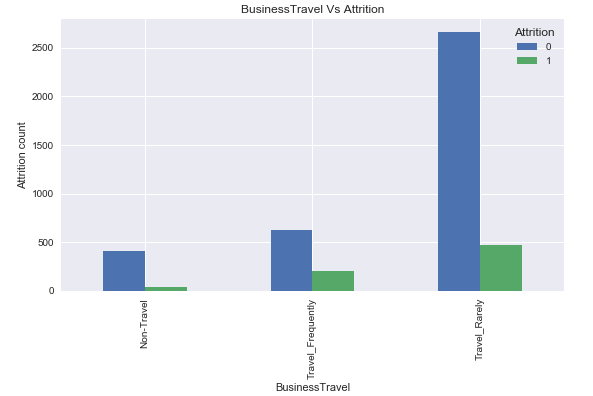 BusinessTravel Vs Attrition
Attrition
0
1
2500
2000
1500
1000
500
0
Attrition count
Non-Travel
Travel_Frequently
Travel_Rarely
BusinessTravel